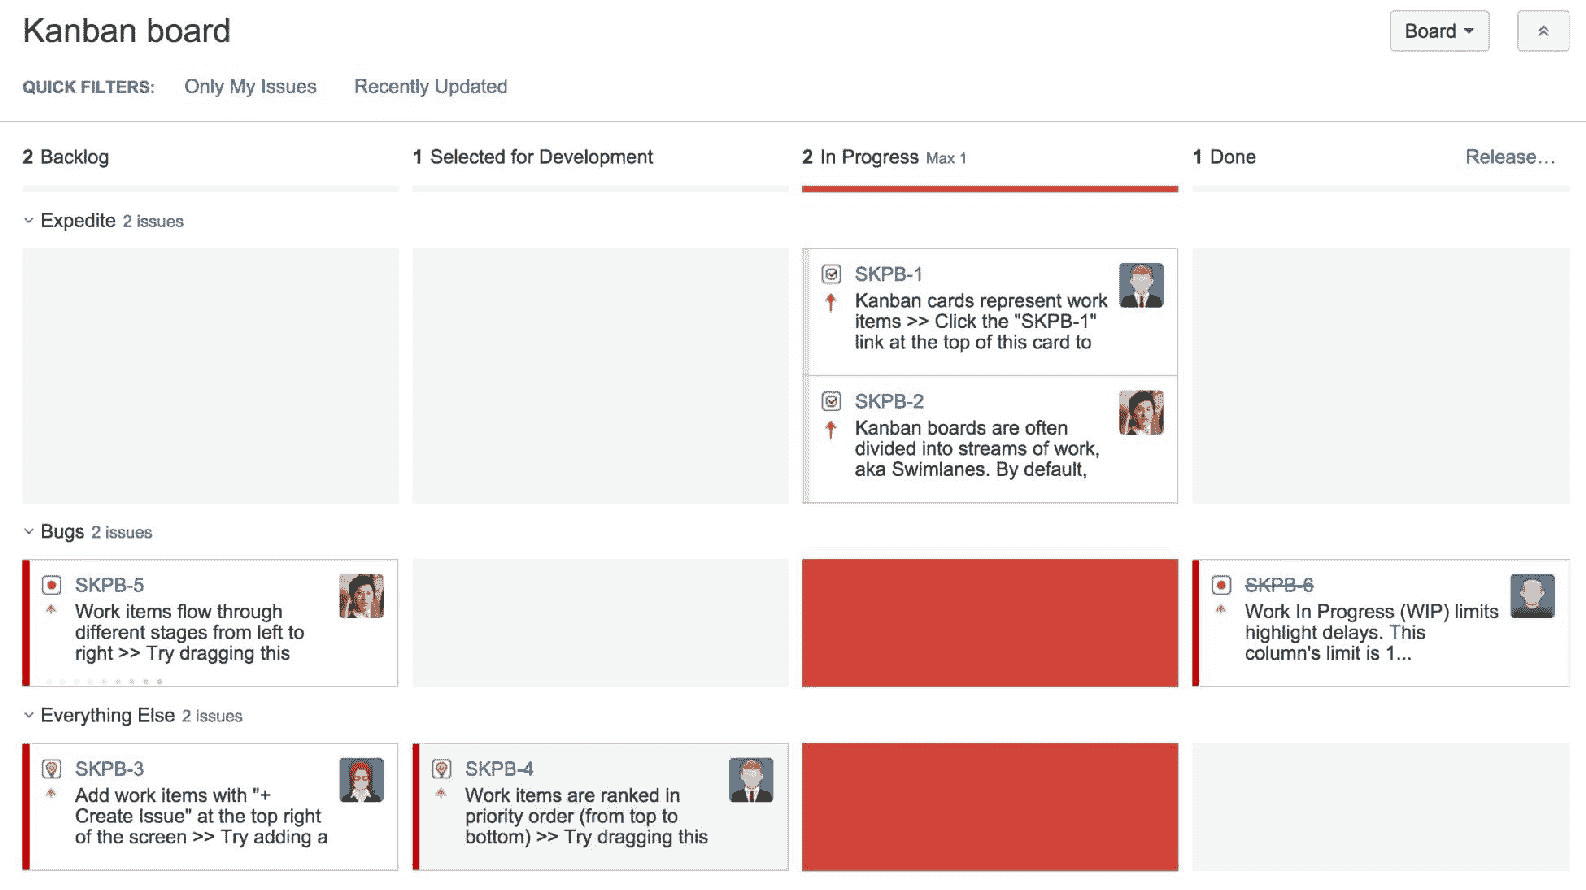 Kanban board
Board
QUICK FILTERS: Only My Issues Recently Updated
2 Backlog
1 Selected for Development
2 In Progress Max 1
1 Done
Release...
Expedite 2 issues
SKPB-1
Kanban cards represent work
items >> Click the "SKPB-1"
link at the top of this card to
SKPB-2
Kanban boards are often
divided into streams of work,
aka Swimlanes. By default,
Bugs 2 issues
SKPB-5
Work items flow through
different stages from left to
right >> Try dragging this
SKPB-6
Work In Progress (WIP) limits
highlight delays. This
column's limit is 1...
Everything Else 2 issues
SKPB-3
Add work items with "+
Create Issue" at the top right
of the screen >> Try adding a
SKPB-4
Work items are ranked in
priority order (from top to
bottom) >> Try dragging this